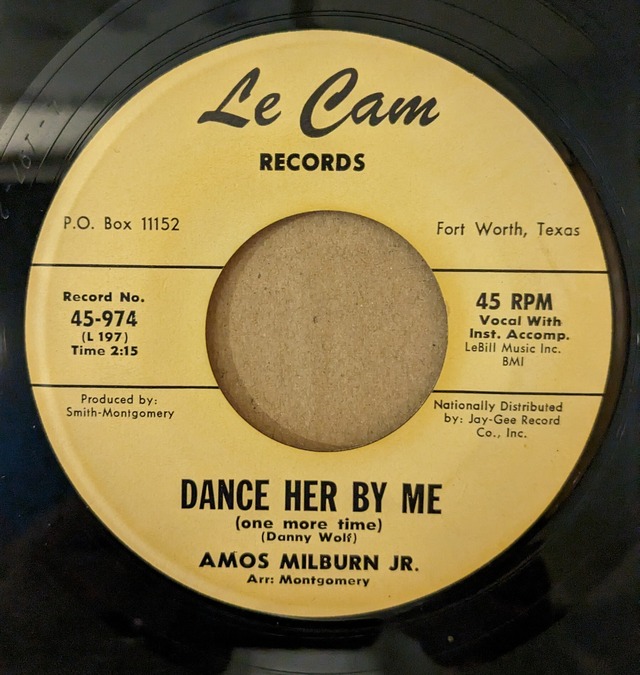 Le Cam
RECORDS
P.O. Box 11152
Fort Worth, Texas
Record No.
45-974
(L 197)
Time 2:15
45 RPM
Vocal With
Inst. Accomp.
LeBill Music Inc.
BMI
Produced by:
Smith-Montgomery
Nationally Distributed
by: Jay-Gee Record
Co., Inc.
DANCE HER BY ME
(one more time)
(Danny Wolf)
AMOS MILBURN JR.
Arr: Montgomery